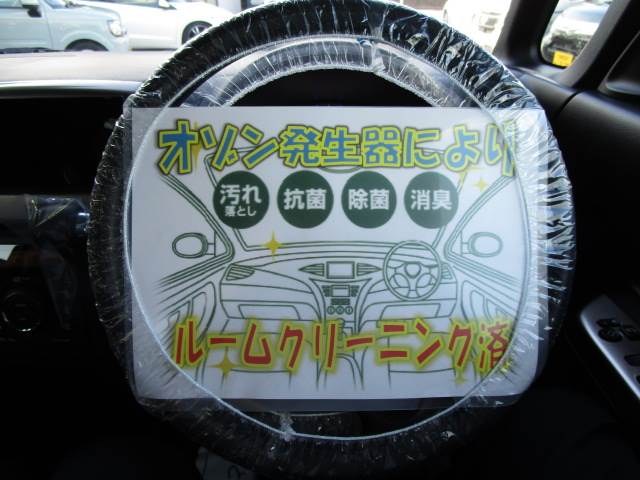 オゾン発生器により
汚れ落とし 抗菌 除菌 消臭
ルームクリーニング済